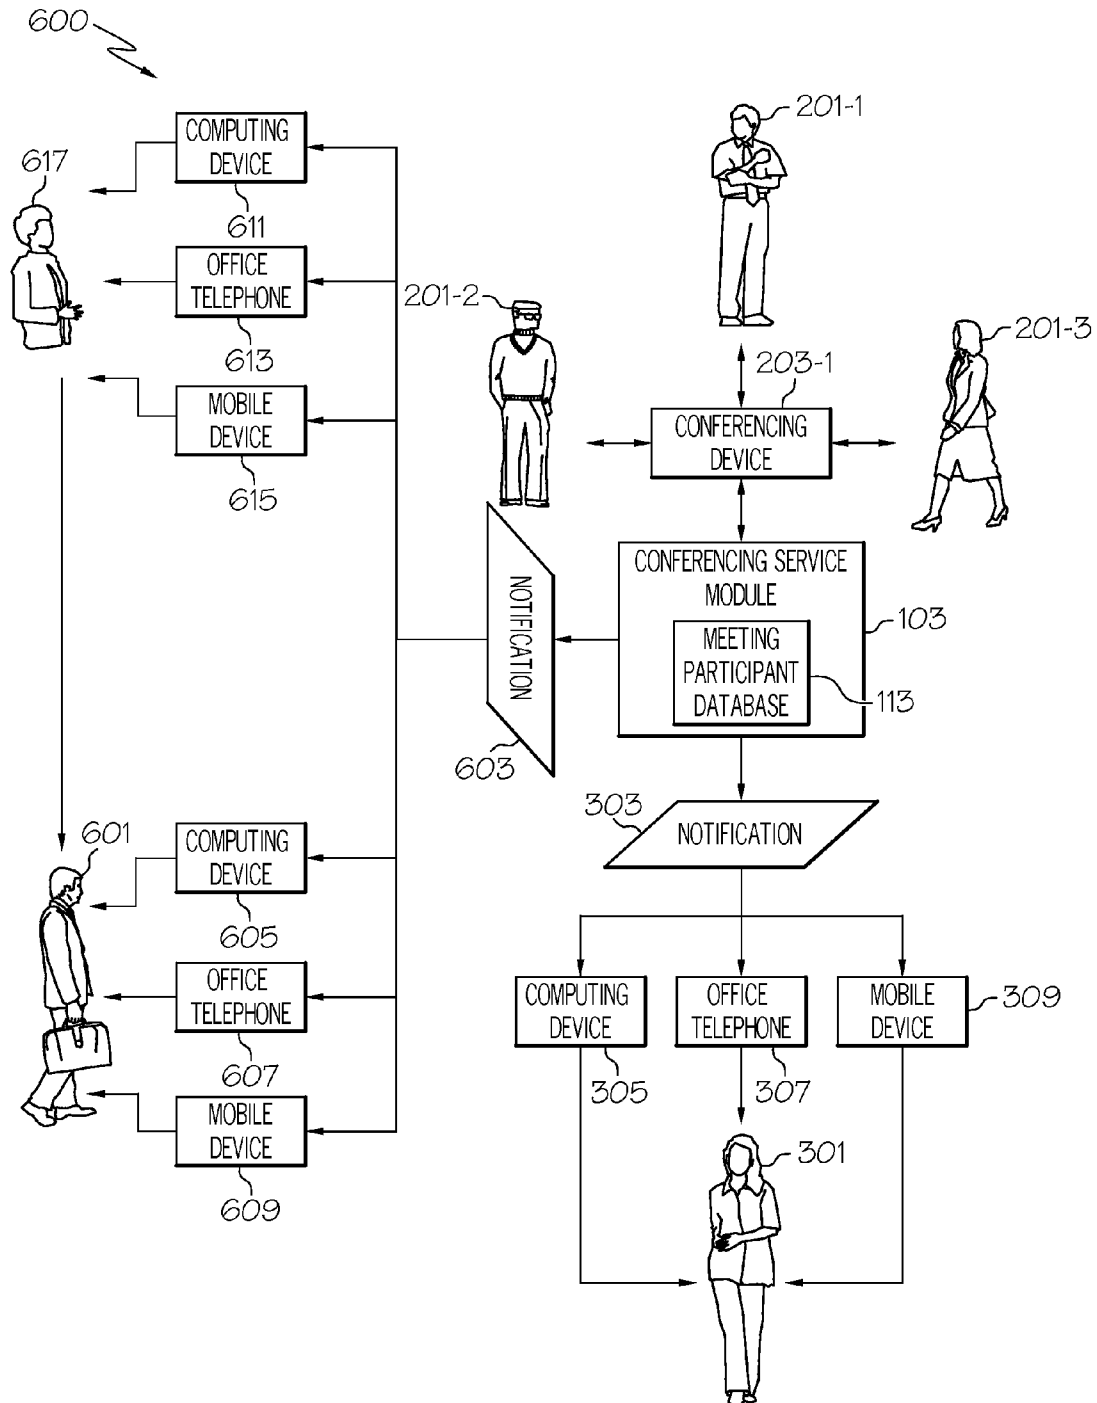 600
201-1
COMPUTING
DEVICE
617
611
OFFICE
TELEPHONE
201-2
613
201-3
203-1
MOBILE
DEVICE
CONFERENCING
DEVICE
615
CONFERENCING SERVICE
MODULE
NOTIFICATION
103
MEETING
PARTICIPANT
DATABASE
113
603
303
NOTIFICATION
601
COMPUTING
DEVICE
605
OFFICE
TELEPHONE
COMPUTING
DEVICE
OFFICE
TELEPHONE
MOBILE
DEVICE
309
607
305
307
MOBILE
DEVICE
301
609